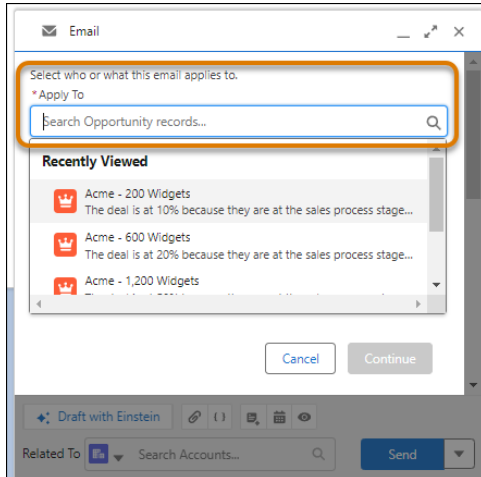 Email
Select who or what this email applies to.
*Apply To
Search Opportunity records...
Recently Viewed
Acme - 200 Widgets
The deal is at 10% because they are at the sales process stage...
Acme - 600 Widgets
The deal is at 20% because they are at the sales process stage...
Acme - 1,200 Widgets
Cancel
Continue
Draft with Einstein
Related To
Search Accounts...
Send